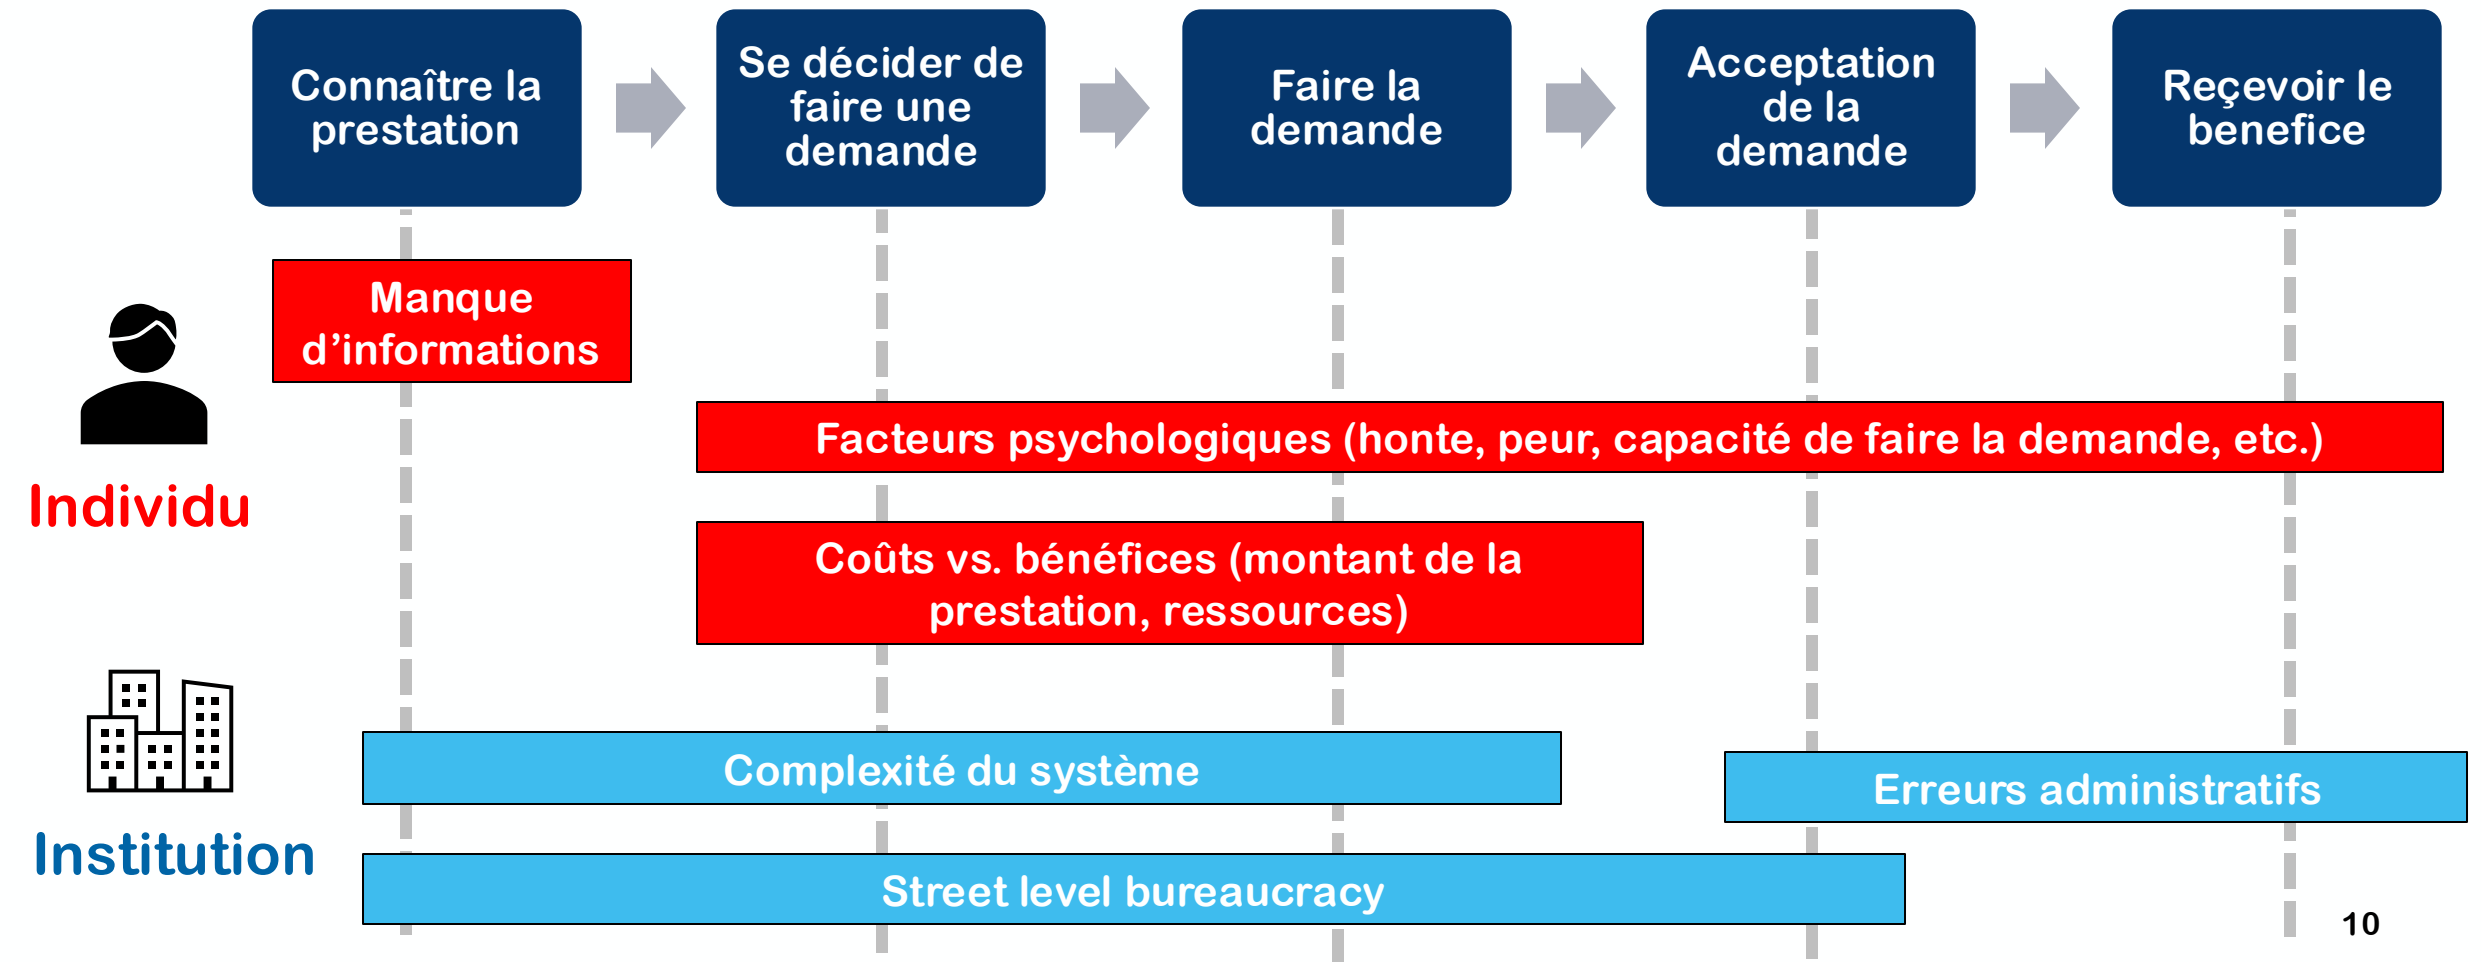 Connaître la
prestation
Se décider de
faire une
demande
Faire la
demande
Acceptation
de la
demande
Reçevoir le
benefice
Manque
d’informations
Facteurs psychologiques (honte, peur, capacité de faire la demande, etc.)
Individu
Coûts vs. bénéfices (montant de la
prestation, ressources)
Complexité du système
Erreurs administratifs
Institution
Street level bureaucracy
10